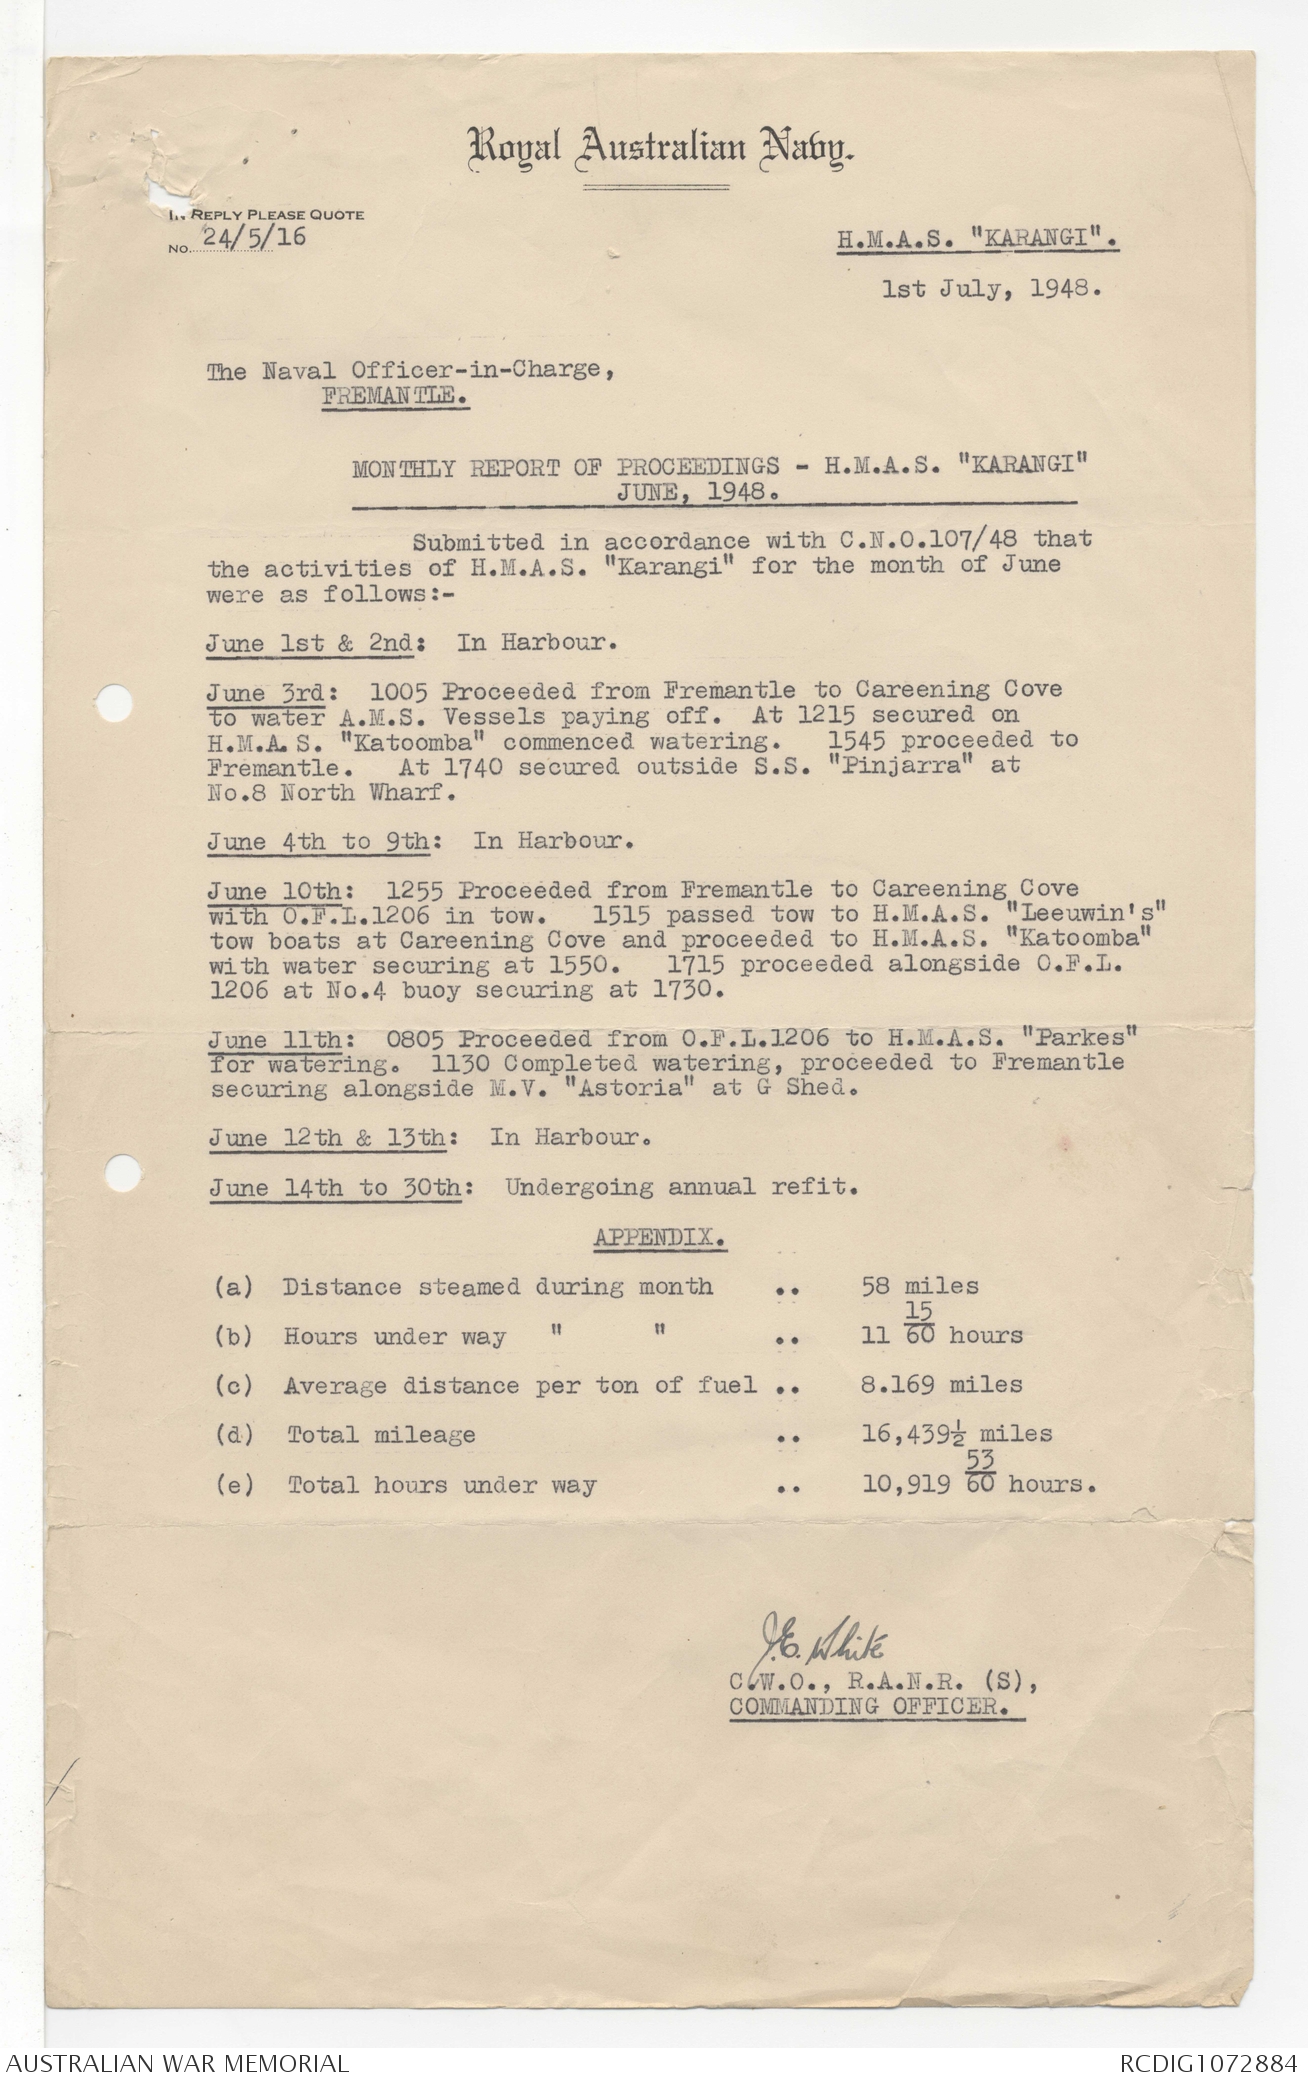 Royal Australian Navy.
IN REPLY PLEASE QUOTE
No. 24/5/16
H.M.A.S. "KARANGI".
1st July, 1948.
The Naval Officer-in-Charge,
FREMANTLE.
MONTHLY REPORT OF PROCEEDINGS - H.M.A.S. "KARANGI"
JUNE, 1948.
Submitted in accordance with C.N.O.107/48 that
the activities of H.M.A.S. "Karangi" for the month of June
were as follows:-
June 1st & 2nd: In Harbour.
June 3rd: 1005 Proceeded from Fremantle to Careening Cove
to water A.M.S. Vessels paying off. At 1215 secured on
H.M.A.S. "Katoomba" commenced watering. 1545 proceeded to
Fremantle. At 1740 secured outside S.S. "Pinjarra" at
No.8 North Wharf.
June 4th to 9th: In Harbour.
June 10th: 1255 Proceeded from Fremantle to Careening Cove
with O.F.L.1206 in tow. 1515 passed tow to H.M.A.S. "Leeuwin's"
tow boats at Careening Cove and proceeded to H.M.A.S. "Katoomba"
with water securing at 1550. 1715 proceeded alongside O.F.L.
1206 at No.4 buoy securing at 1730.
June 11th: 0805 Proceeded from O.F.L.1206 to H.M.A.S. "Parkes"
for watering. 1130 Completed watering, proceeded to Fremantle
securing alongside M.V. "Astoria" at G Shed.
June 12th & 13th: In Harbour.
June 14th to 30th: Undergoing annual refit.
APPENDIX.
(a) Distance steamed during month .. 58 miles
(b) Hours under way " " .. 11 15/60 hours
(c) Average distance per ton of fuel .. 8.169 miles
(d) Total mileage .. 16,439½ miles
(e) Total hours under way .. 10,919 53/60 hours.
J.E. White
C.W.O., R.A.N.R. (S),
COMMANDING OFFICER.
AUSTRALIAN WAR MEMORIAL
RCDIG1072884